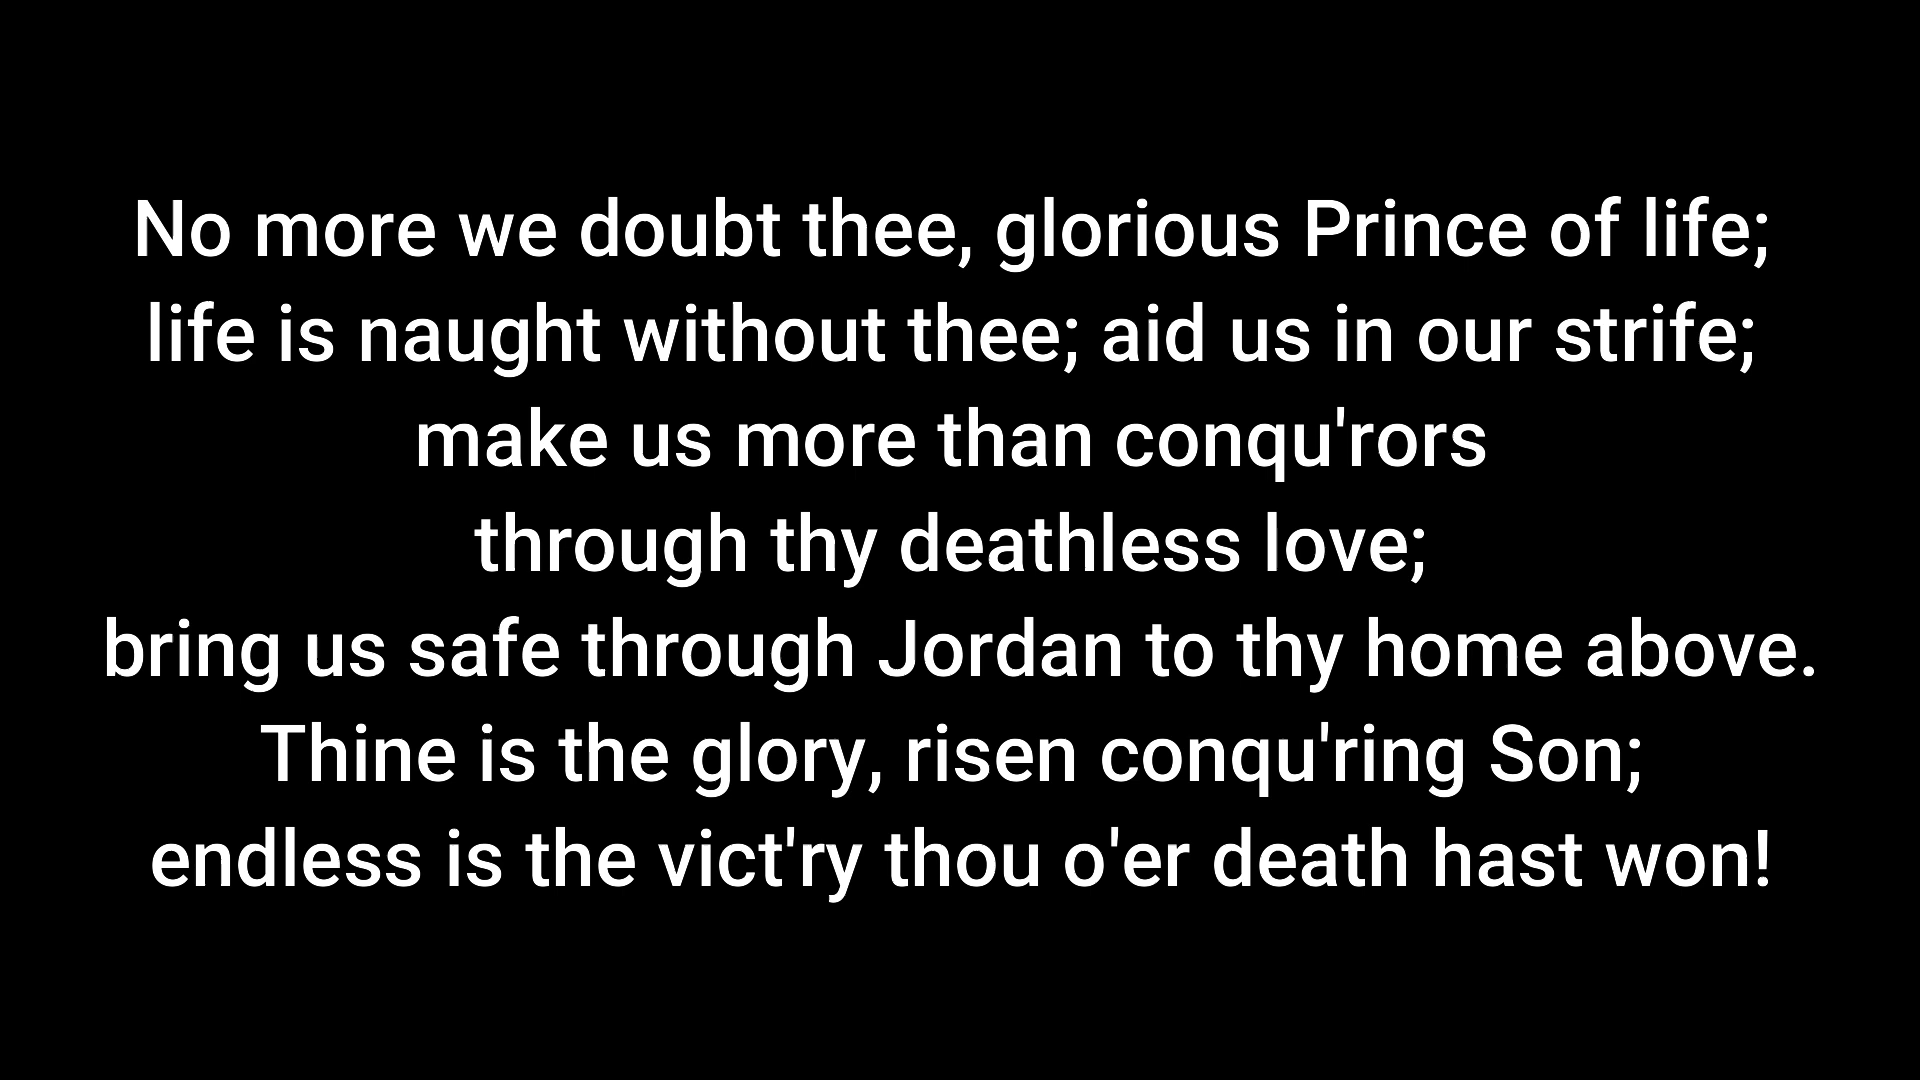 No more we doubt thee, glorious Prince of life;
life is naught without thee; aid us in our strife;
make us more than conqu'rors
through thy deathless love;
bring us safe through Jordan to thy home above.
Thine is the glory, risen conqu'ring Son;
endless is the vict'ry thou o'er death hast won!